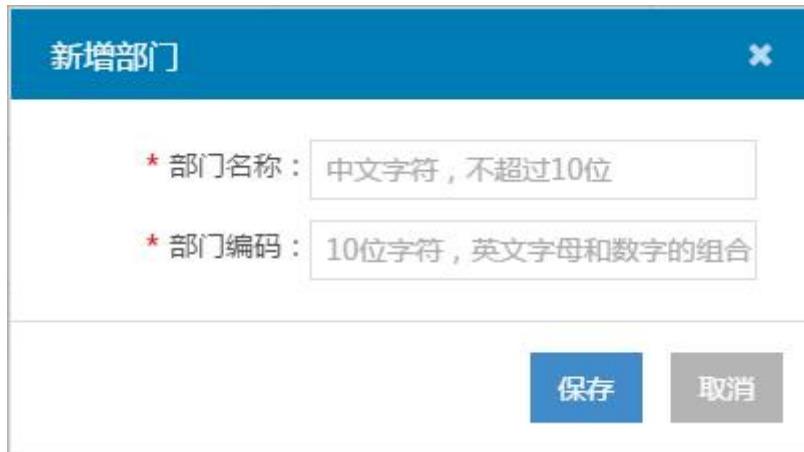 新增部门
* 部门名称：中文字符，不超过10位
* 部门编码：10位字符，英文字母和数字的组合
保存 取消